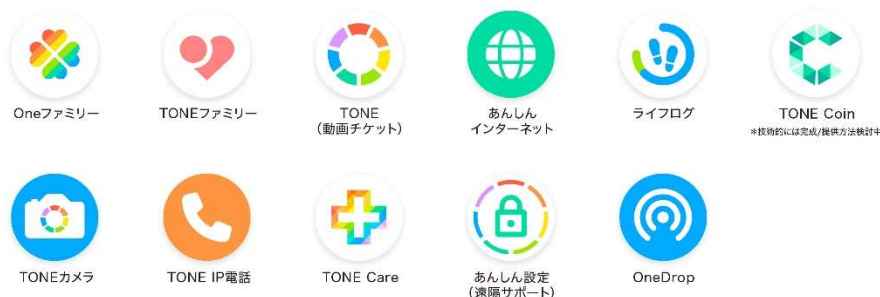 Oneファミリー
TONEファミリー
TONE
（動画チケット）
あんしん
インターネット
ライフログ
TONE Coin
*技術的には完成/提供方法検討中
TONEカメラ
TONE IP電話
TONE Care
あんしん設定
（遠隔サポート）
OneDrop